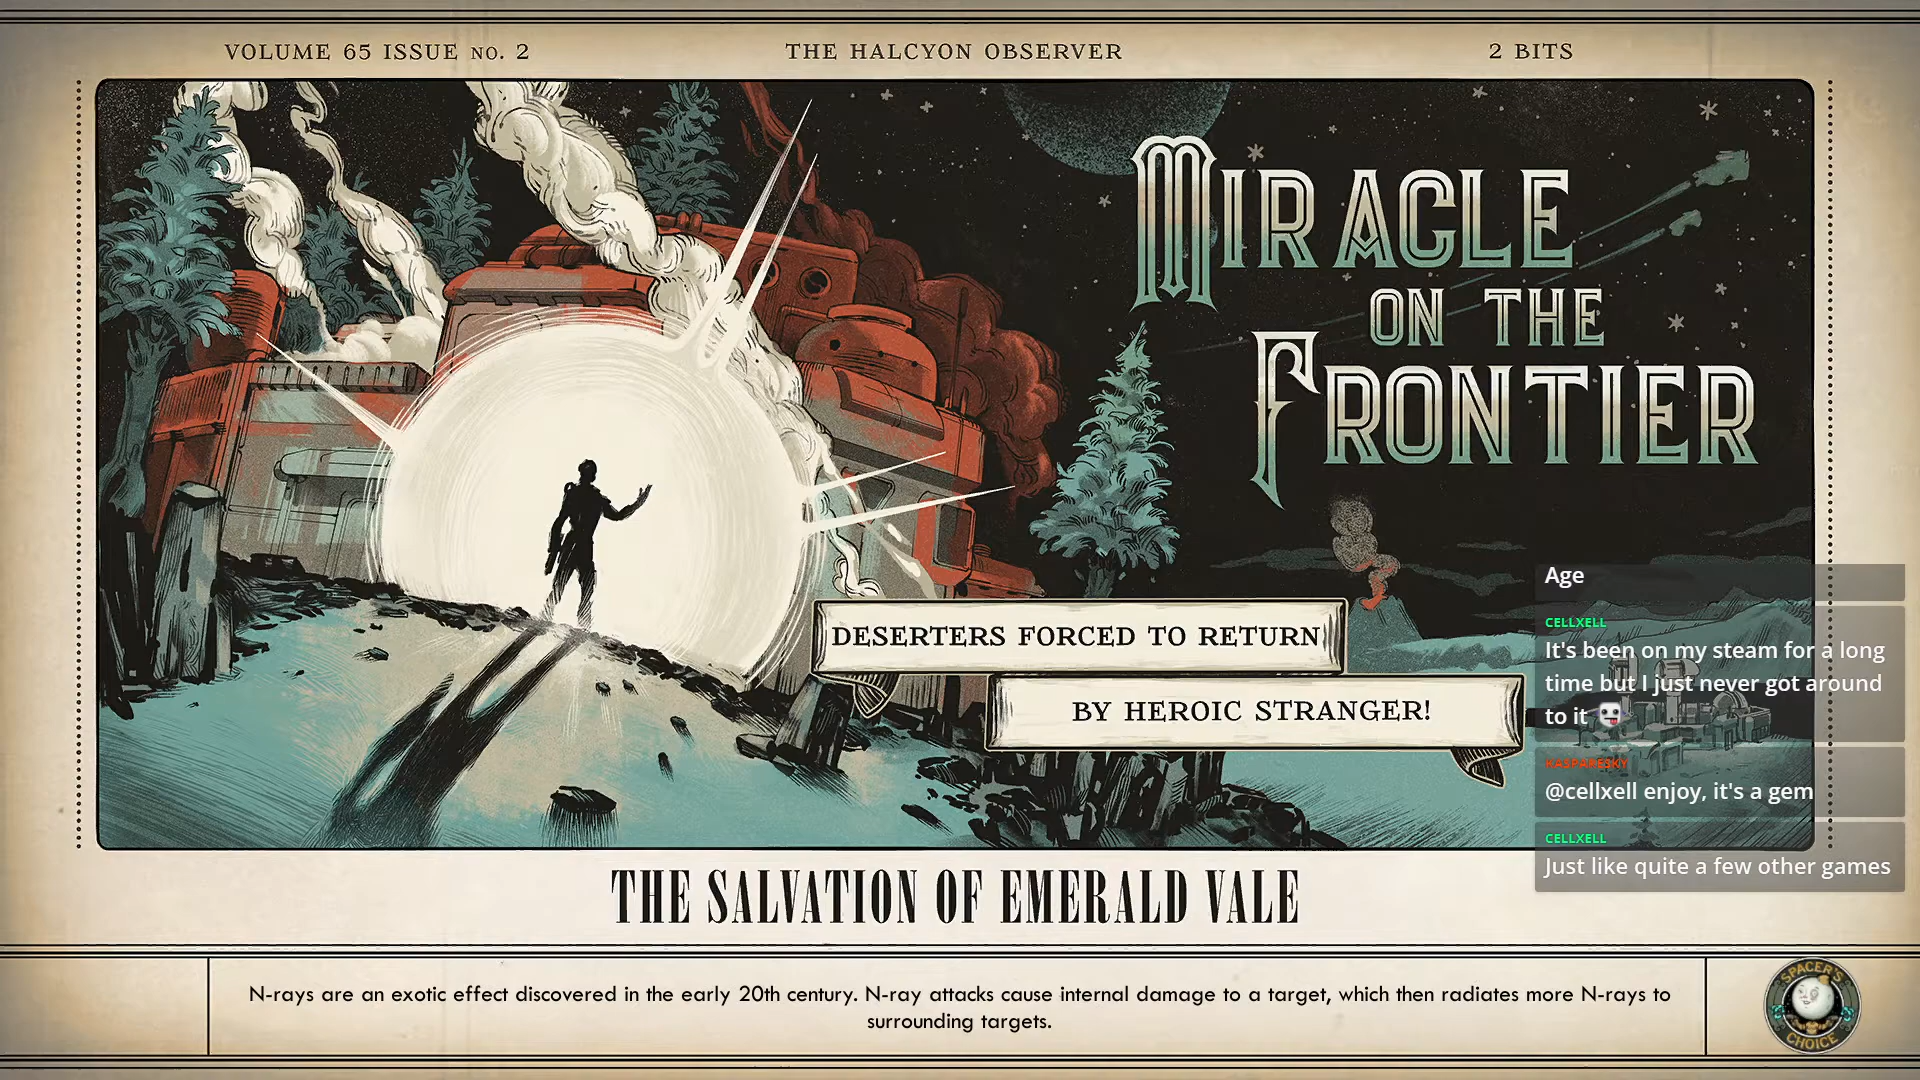 VOLUME 65 ISSUE NO. 2
THE HALCYON OBSERVER
2 BITS
MIRACLE
ON THE
FRONTIER
DESERTERS FORCED TO RETURN
BY HEROIC STRANGER!
Age
CELLXELL
It's been on my steam for a long
time but I just never got around
to it
KASPARESKY
@cellxell enjoy, it's a gem
CELLXELL
Just like quite a few other games
THE SALVATION OF EMERALD VALE
N-rays are an exotic effect discovered in the early 20th century. N-ray attacks cause internal damage to a target, which then radiates more N-rays to
surrounding targets.
SPACER'S
CHOICE